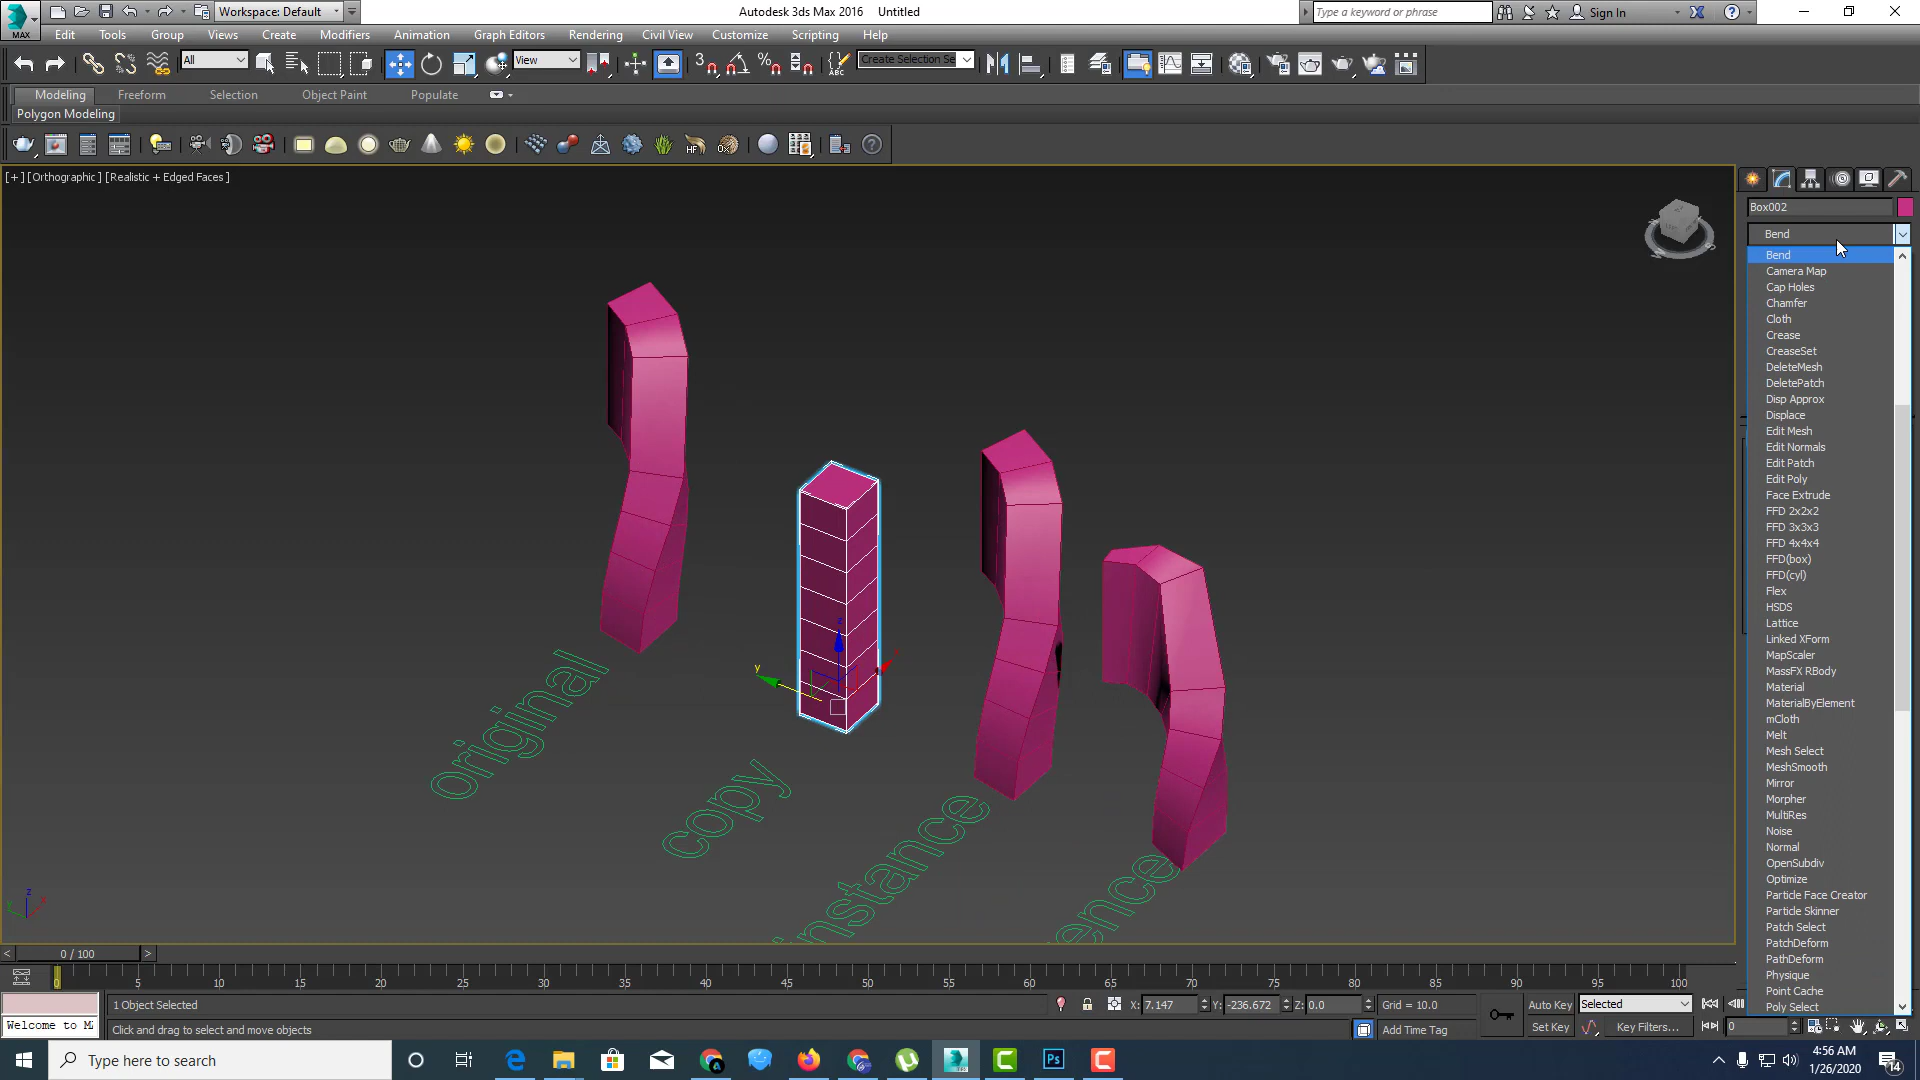 Workspace: Default
Autodesk 3ds Max 2016   Untitled
Type a keyword or phrase
Sign In
MAX
Edit Tools Group Views Create Modifiers Animation Graph Editors Rendering Civil View Customize Scripting Help
All
View
3
ABC
Create Selection Se
Modeling Freeform Selection Object Paint Populate
Polygon Modeling
HF
[+] [Orthographic ] [Realistic + Edged Faces ]
Box002
Bend
Bend
Camera Map
Cap Holes
Chamfer
Cloth
Crease
CreaseSet
DeleteMesh
DeletePatch
Disp Approx
Displace
Edit Mesh
Edit Normals
Edit Patch
Edit Poly
Face Extrude
FFD 2x2x2
FFD 3x3x3
FFD 4x4x4
FFD(box)
FFD(cyl)
Flex
HSDS
Lattice
Linked XForm
MapScaler
MassFX RBody
Material
MaterialByElement
mCloth
Melt
Mesh Select
MeshSmooth
Mirror
Morpher
MultiRes
Noise
Normal
OpenSubdiv
Optimize
Particle Face Creator
Particle Skinner
Patch Select
PatchDeform
PathDeform
Physique
Point Cache
Poly Select
original
copy
instance
ence
y
z
< 0 / 100 >
0 5 10 15 20 25 30 35 40 45 50 55 60 65 70 75 80 85 90 95 100
1 Object Selected
X: 7.147 Y: -236.672 Z: 0.0
Grid = 10.0
Auto Key
Selected
Welcome to
Click and drag to select and move objects
Add Time Tag
Set Key
Key Filters...
0
Type here to search
4:56 AM
1/26/2020
14